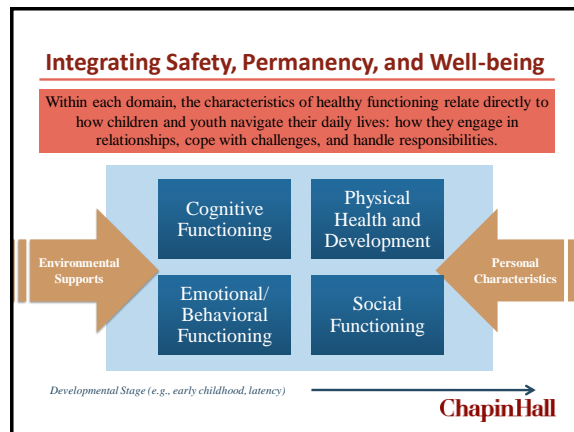 Integrating Safety, Permanency, and Well-being
Within each domain, the characteristics of healthy functioning relate directly to
how children and youth navigate their daily lives: how they engage in
relationships, cope with challenges, and handle responsibilities.
Cognitive
Functioning
Physical
Health and
Development
Environmental
Supports
Personal
Characteristics
Emotional/
Behavioral
Functioning
Social
Functioning
Developmental Stage (e.g., early childhood, latency)
ChapinHall